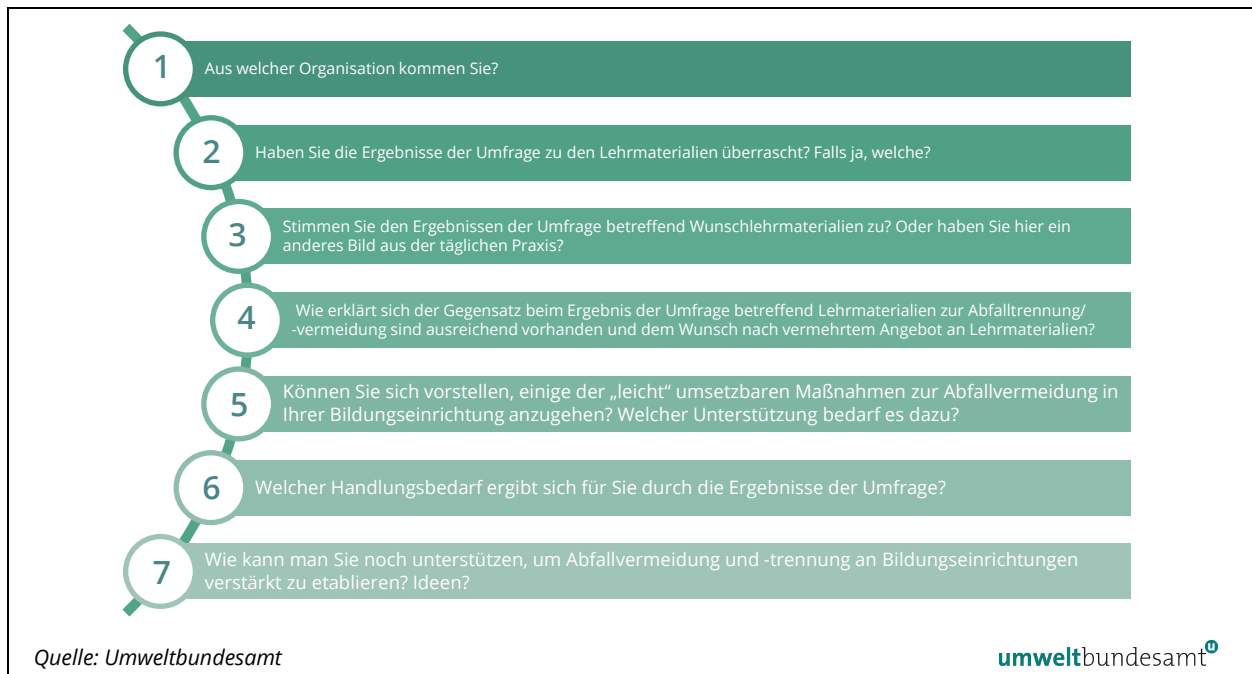 1
Aus welcher Organisation kommen Sie?
2
Haben Sie die Ergebnisse der Umfrage zu den Lehrmaterialien überrascht? Falls ja, welche?
3
Stimmen Sie den Ergebnissen der Umfrage betreffend Wunschlehrmaterialien zu? Oder haben Sie hier ein
anderes Bild aus der täglichen Praxis?
4
Wie erklärt sich der Gegensatz beim Ergebnis der Umfrage betreffend Lehrmaterialien zur Abfalltrennung/
-vermeidung sind ausreichend vorhanden und dem Wunsch nach vermehrtem Angebot an Lehrmaterialien?
5
Können Sie sich vorstellen, einige der „leicht“ umsetzbaren Maßnahmen zur Abfallvermeidung in
Ihrer Bildungseinrichtung anzugehen? Welcher Unterstützung bedarf es dazu?
6
Welcher Handlungsbedarf ergibt sich für Sie durch die Ergebnisse der Umfrage?
7
Wie kann man Sie noch unterstützen, um Abfallvermeidung und -trennung an Bildungseinrichtungen
verstärkt zu etablieren? Ideen?
Quelle: Umweltbundesamt
umweltbundesamt u